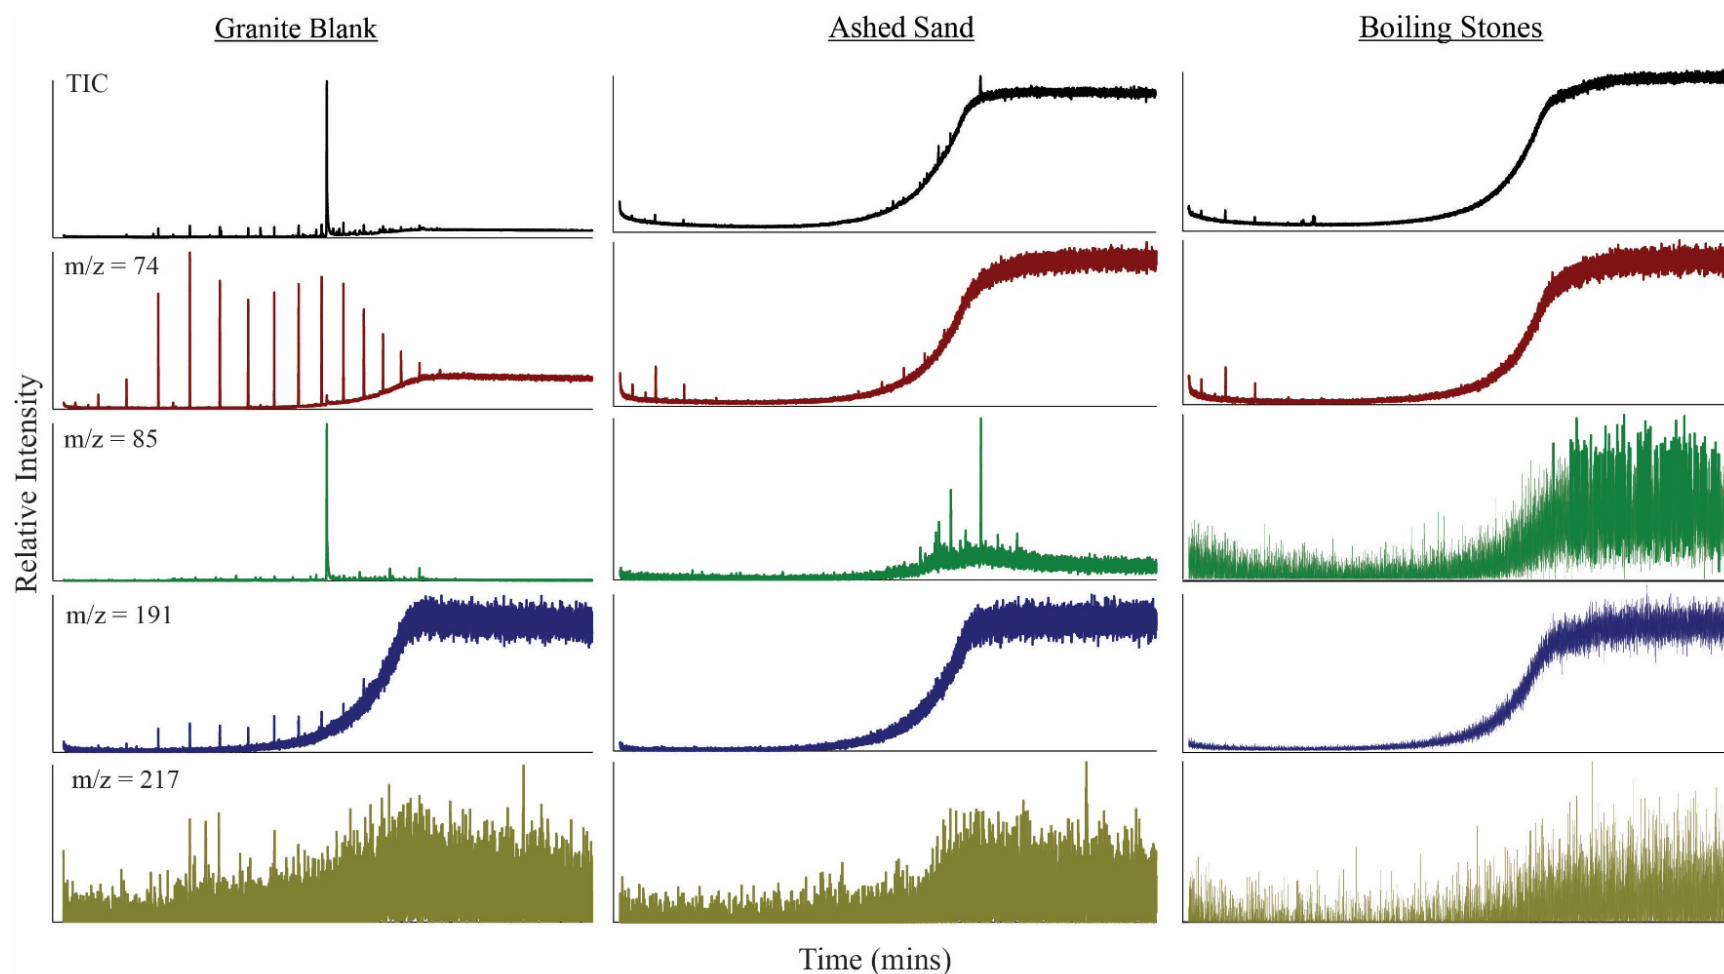 Granite Blank
Ashed Sand
Boiling Stones
TIC
m/z = 74
m/z = 85
m/z = 191
m/z = 217
Relative Intensity
Time (mins)